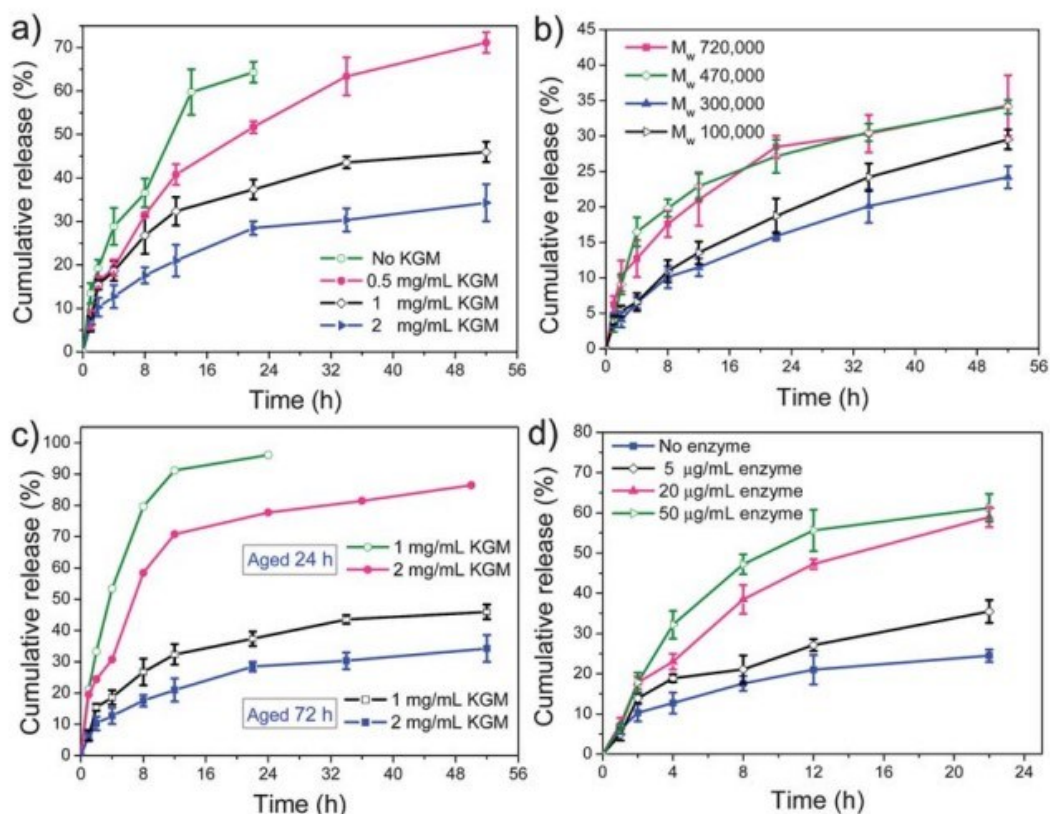 a)
Cumulative release (%)
70
60
50
40
30
20
10
0
No KGM
0.5 mg/mL KGM
1 mg/mL KGM
2 mg/mL KGM
0 8 16 24 32 40 48 56
Time (h)
b)
Cumulative release (%)
45
40
35
30
25
20
15
10
5
0
Mw 720,000
Mw 470,000
Mw 300,000
Mw 100,000
0 8 16 24 32 40 48 56
Time (h)
c)
Cumulative release (%)
100
90
80
70
60
50
40
30
20
10
0
Aged 24 h
1 mg/mL KGM
2 mg/mL KGM
Aged 72 h
1 mg/mL KGM
2 mg/mL KGM
0 8 16 24 32 40 48 56
Time (h)
d)
Cumulative release (%)
80
70
60
50
40
30
20
10
0
No enzyme
5 μg/mL enzyme
20 μg/mL enzyme
50 μg/mL enzyme
0 4 8 12 16 20 24
Time (h)